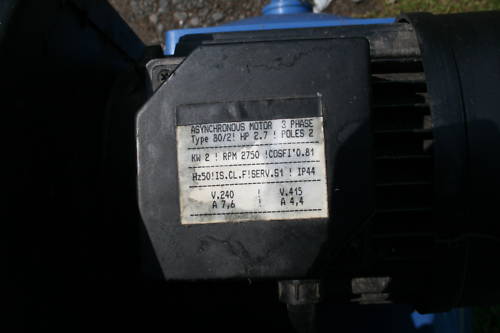 ASYNCHRONOUS MOTOR 3 PHASE
Type 80/2! HP 2.7 ! POLES 2
KW 2 ! RPM 2750 !COSFI'0.81
Hz50!IS.CL.F!SERV.S1 ! IP44
V.240 ! V.415
A 7,6 ! A 4,4